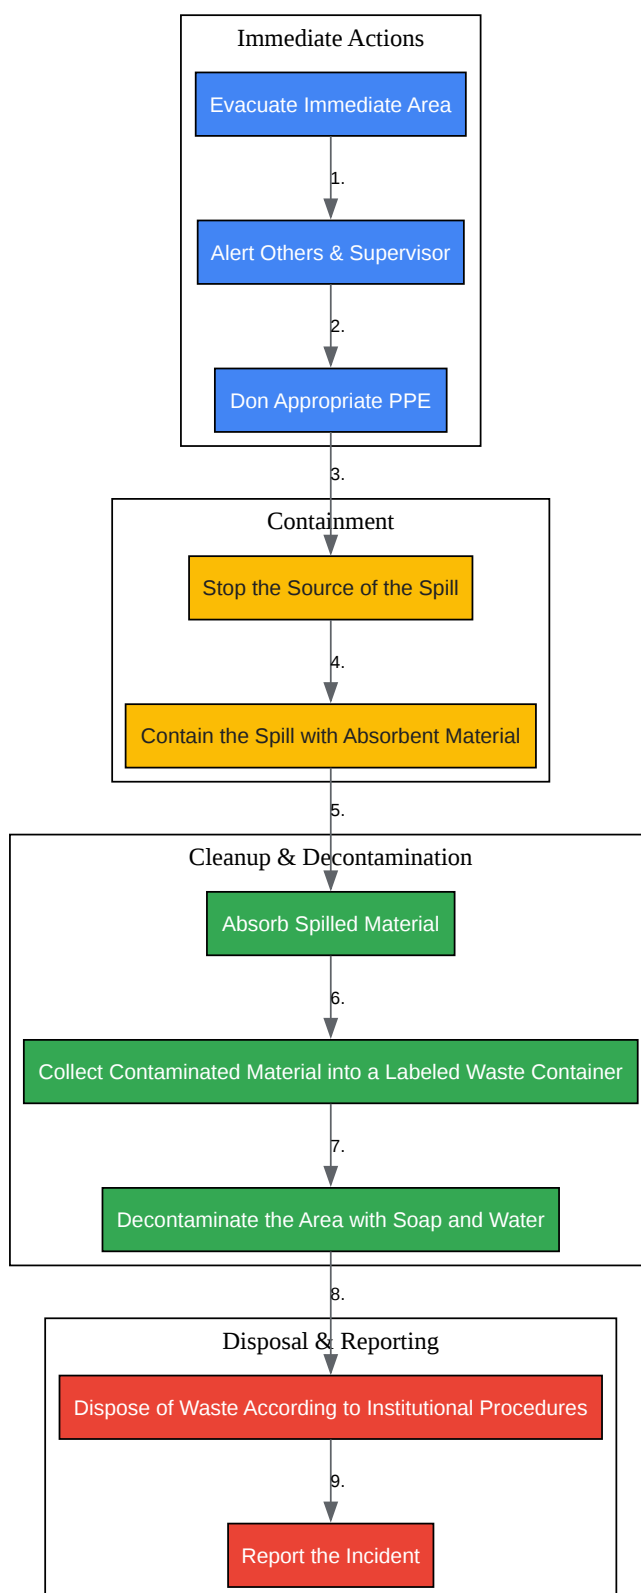 Immediate Actions
Evacuate Immediate Area
1.
Alert Others & Supervisor
2.
Don Appropriate PPE
3.
Containment
Stop the Source of the Spill
4.
Contain the Spill with Absorbent Material
5.
Cleanup & Decontamination
Absorb Spilled Material
6.
Collect Contaminated Material into a Labeled Waste Container
7.
Decontaminate the Area with Soap and Water
8.
Disposal & Reporting
Dispose of Waste According to Institutional Procedures
9.
Report the Incident